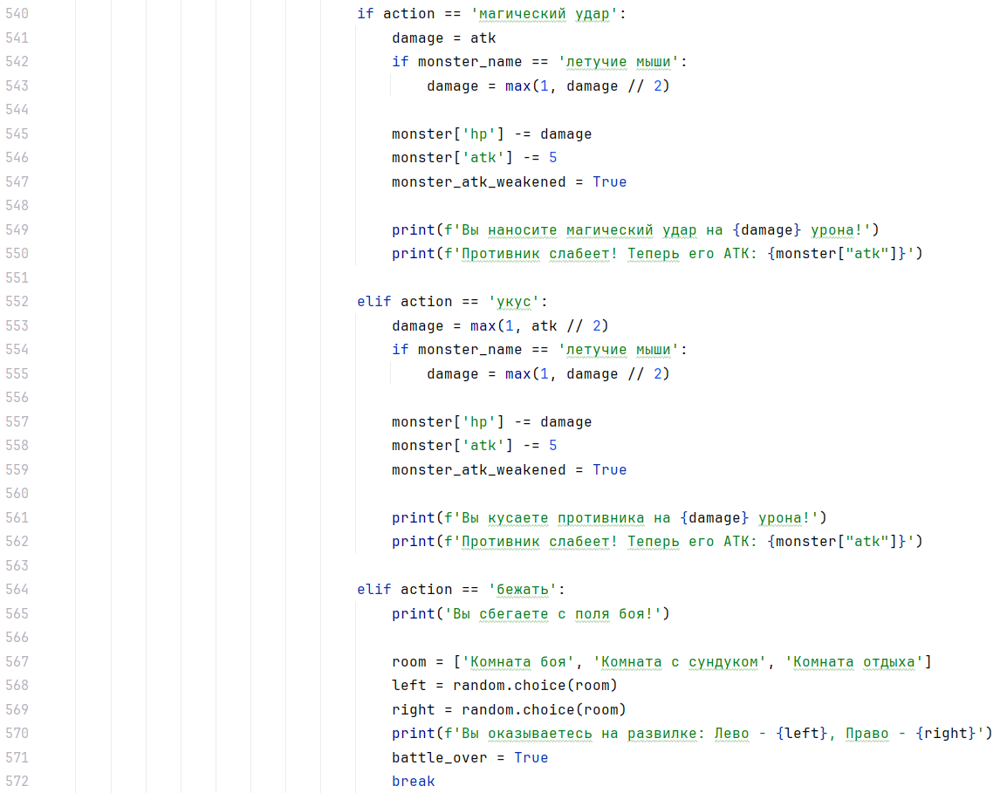 540 if action == 'магический удар':
541 damage = atk
542 if monster_name == 'летучие мыши':
543 damage = max(1, damage // 2)
544
545 monster['hp'] -= damage
546 monster['atk'] -= 5
547 monster_atk_weakened = True
548
549 print(f'Вы наносите магический удар на {damage} урона!')
550 print(f'Противник слабеет! Теперь его АТК: {monster["atk"]}')
551
552 elif action == 'укус':
553 damage = max(1, atk // 2)
554 if monster_name == 'летучие мыши':
555 damage = max(1, damage // 2)
556
557 monster['hp'] -= damage
558 monster['atk'] -= 5
559 monster_atk_weakened = True
560
561 print(f'Вы кусаете противника на {damage} урона!')
562 print(f'Противник слабеет! Теперь его АТК: {monster["atk"]}')
563
564 elif action == 'бежать':
565 print('Вы сбегаете с поля боя!')
566
567 room = ['Комната боя', 'Комната с сундуком', 'Комната отдыха']
568 left = random.choice(room)
569 right = random.choice(room)
570 print(f'Вы оказываетесь на развилке: Лево - {left}, Право - {right}')
571 battle_over = True
572 break